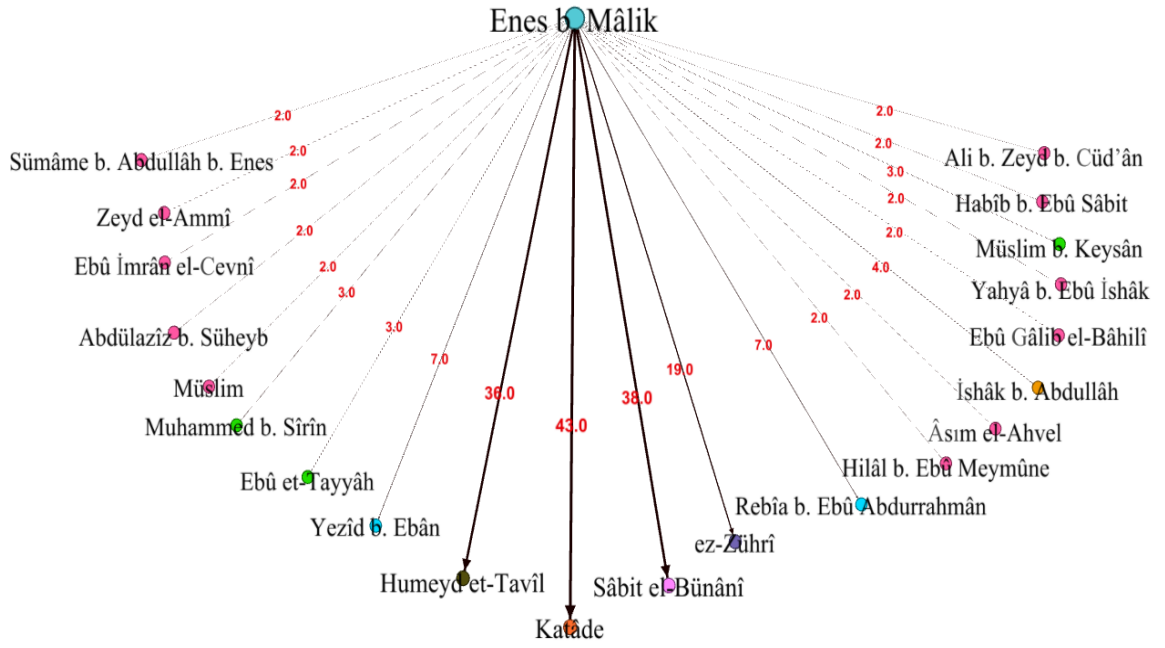 Enes b. Mâlik
2.0
2.0
2.0
2.0
2.0
3.0
3.0
7.0
36.0
43.0
38.0
19.0
7.0
2.0
2.0
4.0
2.0
2.0
3.0
2.0
2.0
Sümâme b. Abdullâh b. Enes
Zeyd el-Ammî
Ebû İmrân el-Cevnî
Abdülazîz b. Süheyb
Müslim
Muhammed b. Sîrîn
Ebû et-Tayyâh
Yezîd b. Ebân
Humeyd et-Tavîl
Katâde
Sâbit el-Bünânî
ez-Zührî
Rebîa b. Ebû Abdurrahmân
Hilâl b. Ebû Meymûne
Âsım el-Ahvel
İshâk b. Abdullâh
Ebû Gâlib el-Bâhilî
Yahyâ b. Ebû İshâk
Müslim b. Keysân
Habîb b. Ebû Sâbit
Ali b. Zeyd b. Cüd’ân